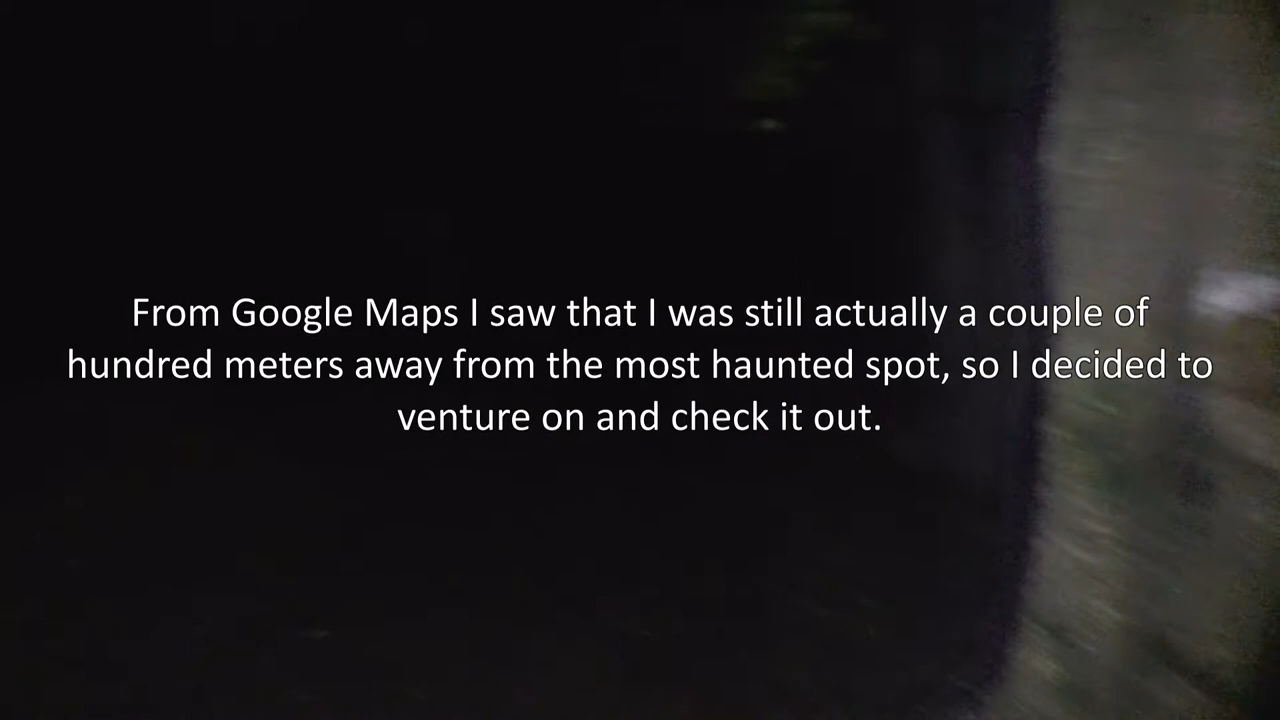 From Google Maps I saw that I was still actually a couple of
hundred meters away from the most haunted spot, so I decided to
venture on and check it out.